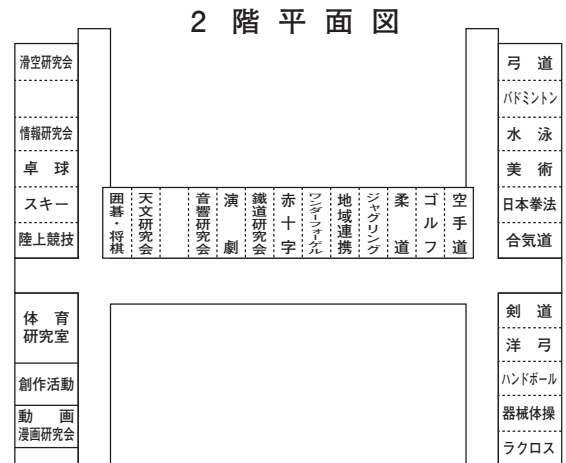 2 階 平 面 図
滑空研究会
情報研究会
卓 球
スキー
陸上競技
囲碁・将棋
天文研究会
音響研究会
演 劇
鐵道研究会
赤十字
ワンダーフォーゲル
地域連携
ジャグリング
柔 道
ゴルフ
空手道
弓 道
バドミントン
水 泳
美 術
日本拳法
合気道
体 育
研究室
創作活動
動 画
漫画研究会
剣 道
洋 弓
ハンドボール
器械体操
ラクロス